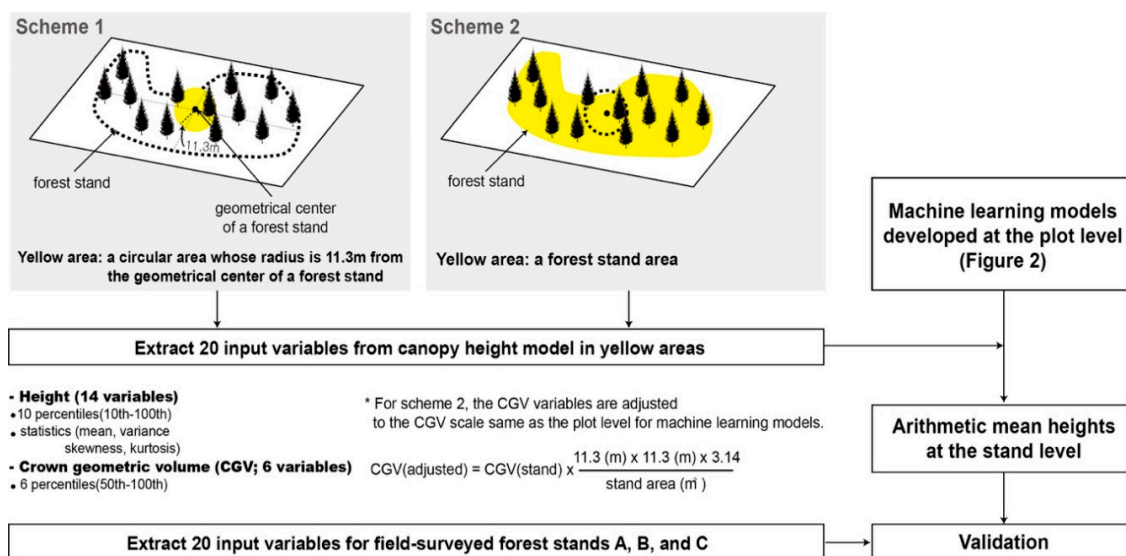 Scheme 1
11.3m
forest stand
geometrical center
of a forest stand
Yellow area: a circular area whose radius is 11.3m from
the geometrical center of a forest stand
Scheme 2
forest stand
Yellow area: a forest stand area
Machine learning models
developed at the plot level
(Figure 2)
Extract 20 input variables from canopy height model in yellow areas
- Height (14 variables)
•10 percentiles(10th-100th)
• statistics (mean, variance
skewness, kurtosis)
- Crown geometric volume (CGV; 6 variables)
• 6 percentiles(50th-100th)
* For scheme 2, the CGV variables are adjusted
to the CGV scale same as the plot level for machine learning models.
CGV(adjusted) = CGV(stand) x 11.3 (m) x 11.3 (m) x 3.14
stand area (㎡)
Arithmetic mean heights
at the stand level
Extract 20 input variables for field-surveyed forest stands A, B, and C
Validation